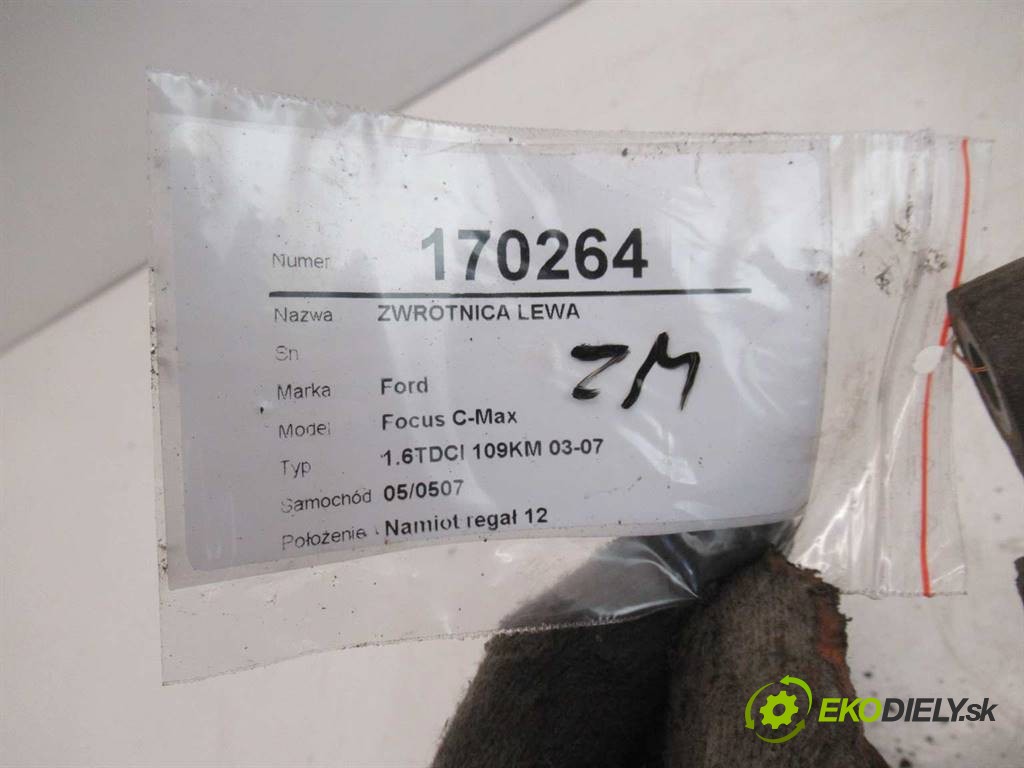 Numer 170264
Nazwa ZWROTNICA LEWA
Sn
ZM
Marka Ford
Model Focus C-Max
Typ 1.6TDCI 109KM 03-07
Samochód 05/0507
Położenie Namiot regał 12
EKODIELY.sk